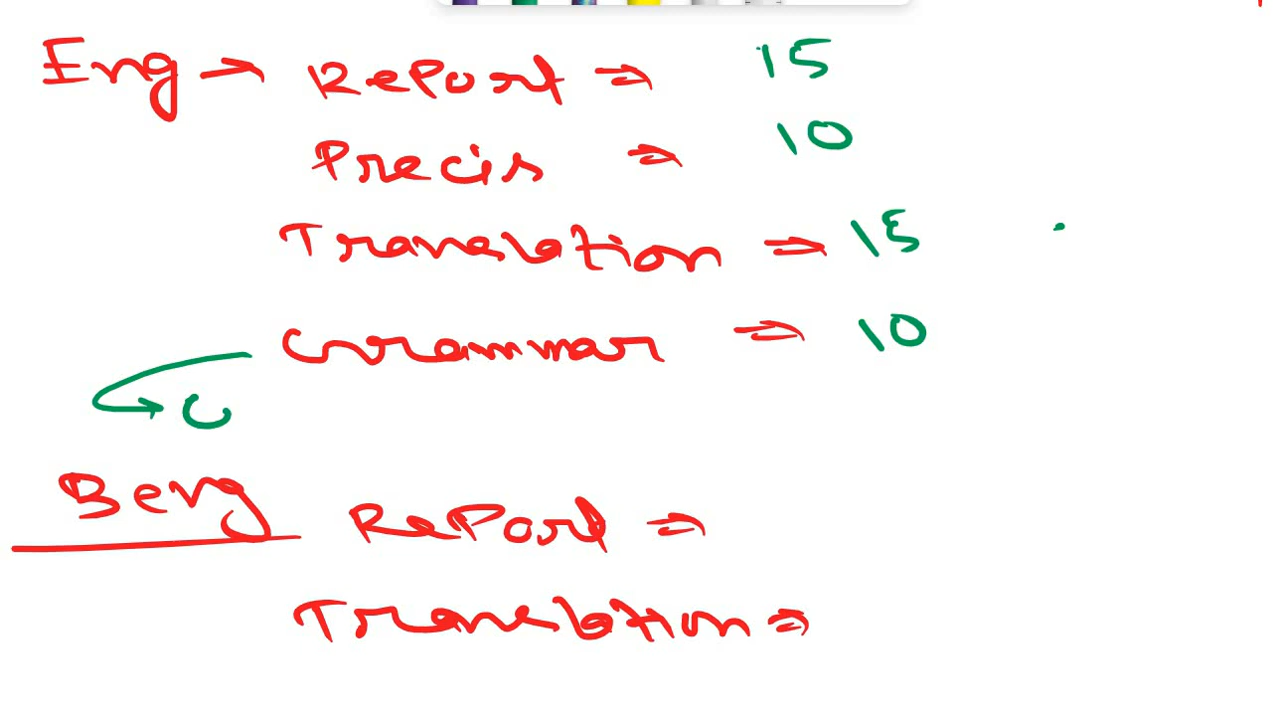 Eng → Report ⇒ 15
Precis ⇒ 10
Translation ⇒ 15
Grammar ⇒ 10
Beng Report ⇒
Translation ⇒